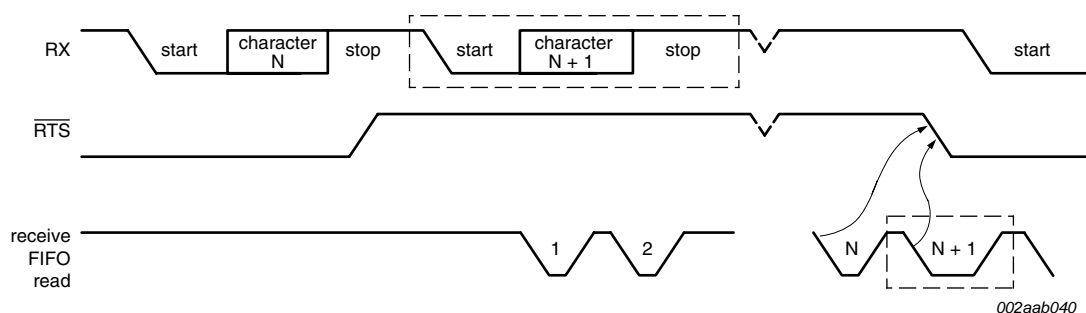 RX
start
character
N
stop
start
character
N + 1
stop
start
RTS
receive
FIFO
read
1
2
N
N + 1
002aab040